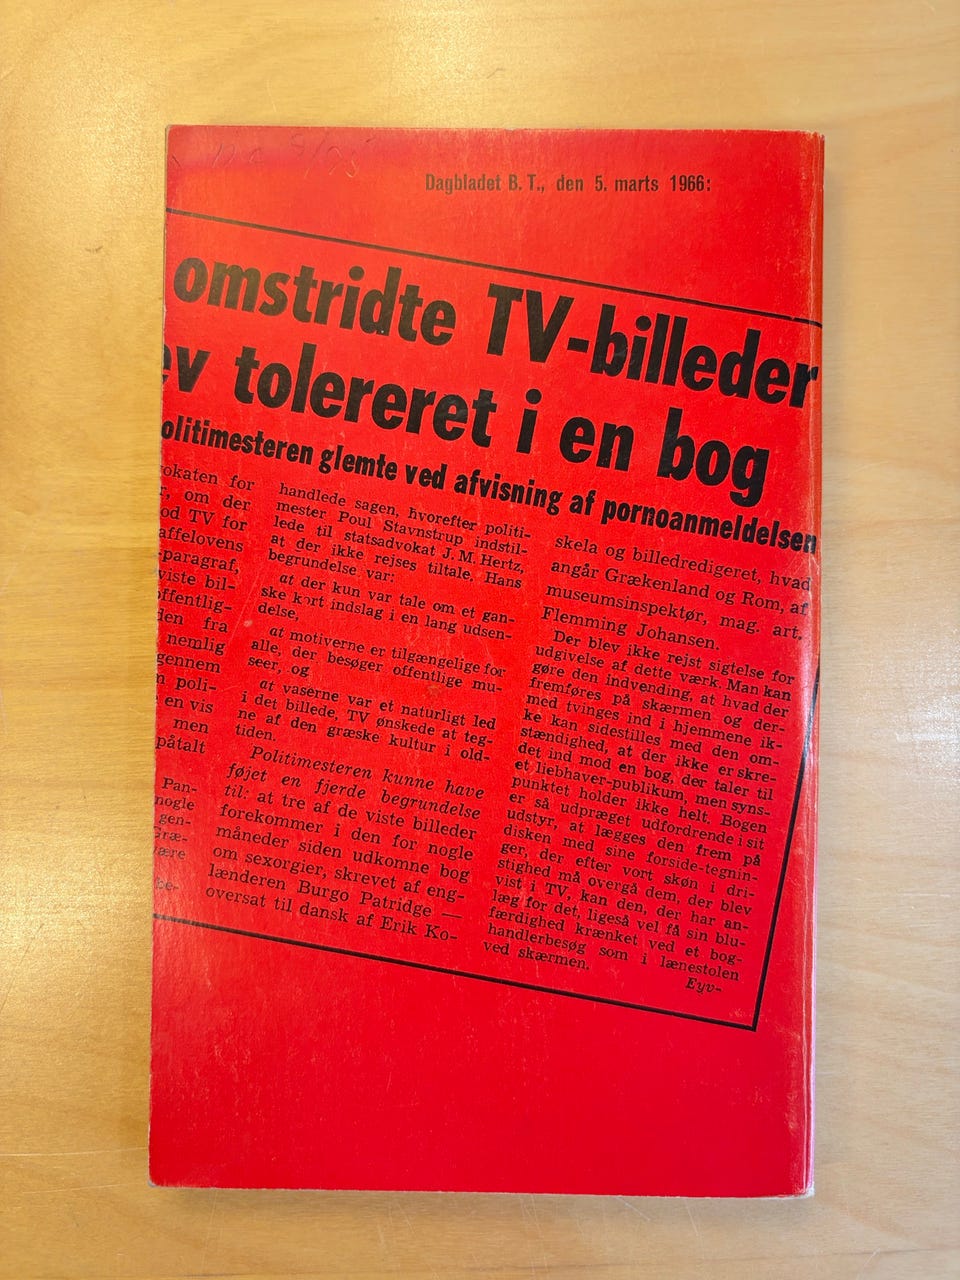 Dagbladet B. T., den 5. marts 1966:
omstridte TV-billeder
ev tolereret i en bog
olitimesteren glemte ved afvisning af pornoanmeldelsen
okaten for
r, om der
od TV for
affelovens
-paragraf,
viste bil-
offentlig-
den fra
nemlig
gennem
n poli-
en vis
men
påtalt
Pan-
nogle
gen-
Græ-
være
be-
handlede sagen, hvorefter politi-
mester Poul Stavnstrup indstil-
lede til statsadvokat J. M. Hertz,
at der ikke rejses tiltale. Hans
begrundelse var:
at der kun var tale om et gan-
ske kort indslag i en lang udsen-
delse,
at motiverne er tilgængelige for
alle, der besøger offentlige mu-
seer, og
at vaserne var et naturligt led
i det billede, TV ønskede at teg-
ne af den græske kultur i old-
tiden.
Politimesteren kunne have
føjet en fjerde begrundelse
til: at tre af de viste billeder
forekommer i den for nogle
måneder siden udkomne bog
om sexorgier, skrevet af eng-
lænderen Burgo Patridge —
oversat til dansk af Erik Ko-
skela og billedredigeret, hvad
angår Grækenland og Rom, af
museumsinspektør, mag. art.
Flemming Johansen.
Der blev ikke rejst sigtelse for
udgivelse af dette værk. Man kan
gøre den indvending, at hvad der
fremføres på skærmen og der-
med tvinges ind i hjemmene ik-
ke kan sidestilles med den om-
stændighed, at der ikke er skre-
det ind mod en bog, der taler til
et liebhaver-publikum, men syns-
punktet holder ikke helt. Bogen
er så udpræget udfordrende i sit
udstyr, at lægges den frem på
disken med sine forside-tegnin-
ger, der efter vort skøn i dri-
stighed må overgå dem, der blev
vist i TV, kan den, der har an-
læg for det, ligeså vel få sin blu-
færdighed krænket ved et bog-
handlerbesøg som i lænestolen
ved skærmen.
Eyv-